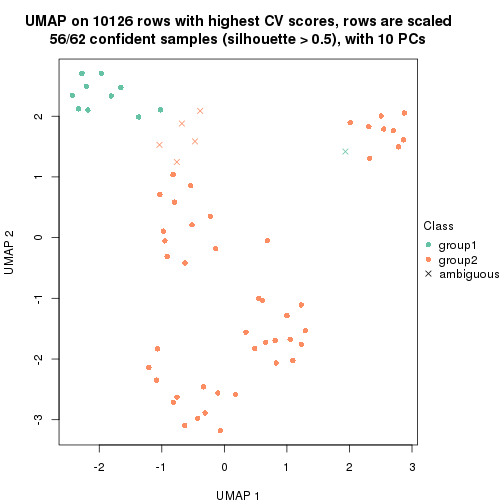 UMAP on 10126 rows with highest CV scores, rows are scaled
56/62 confident samples (silhouette > 0.5), with 10 PCs
2
1
0
-1
-2
-3
UMAP 2
-2
-1
0
1
2
3
UMAP 1
Class
group1
group2
ambiguous